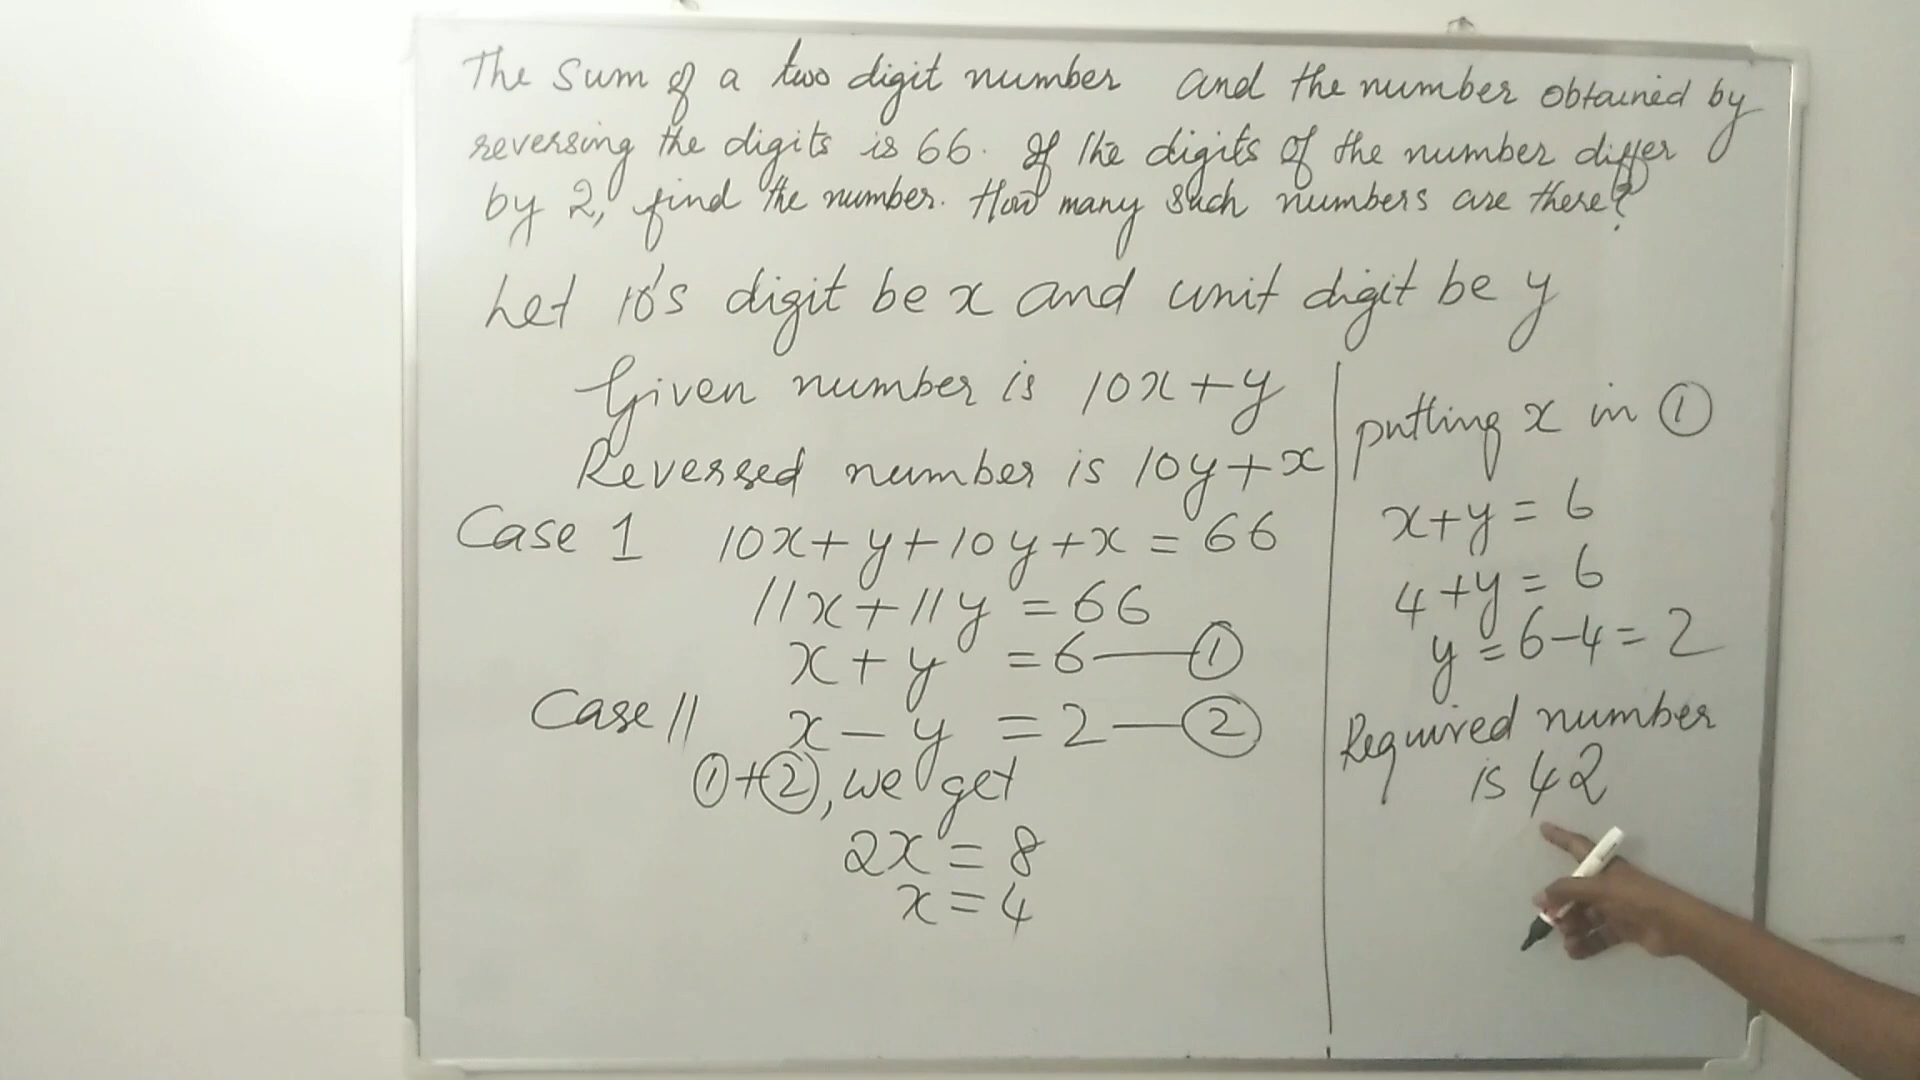 The Sum of a two digit number and the number obtained by
reversing the digits is 66. If the digits of the number differ
by 2, find the number. How many such numbers are there?
Let 10's digit be x and unit digit be y
Given number is 10x+y
Reversed number is 10y+x
Case 1 10x+y+10y+x = 66
11x+11y = 66
x+y = 6 — ①
Case II x-y = 2 — ②
①+②, we get
2x = 8
x = 4
putting x in ①
x+y = 6
4+y = 6
y = 6-4 = 2
Required number
is 42